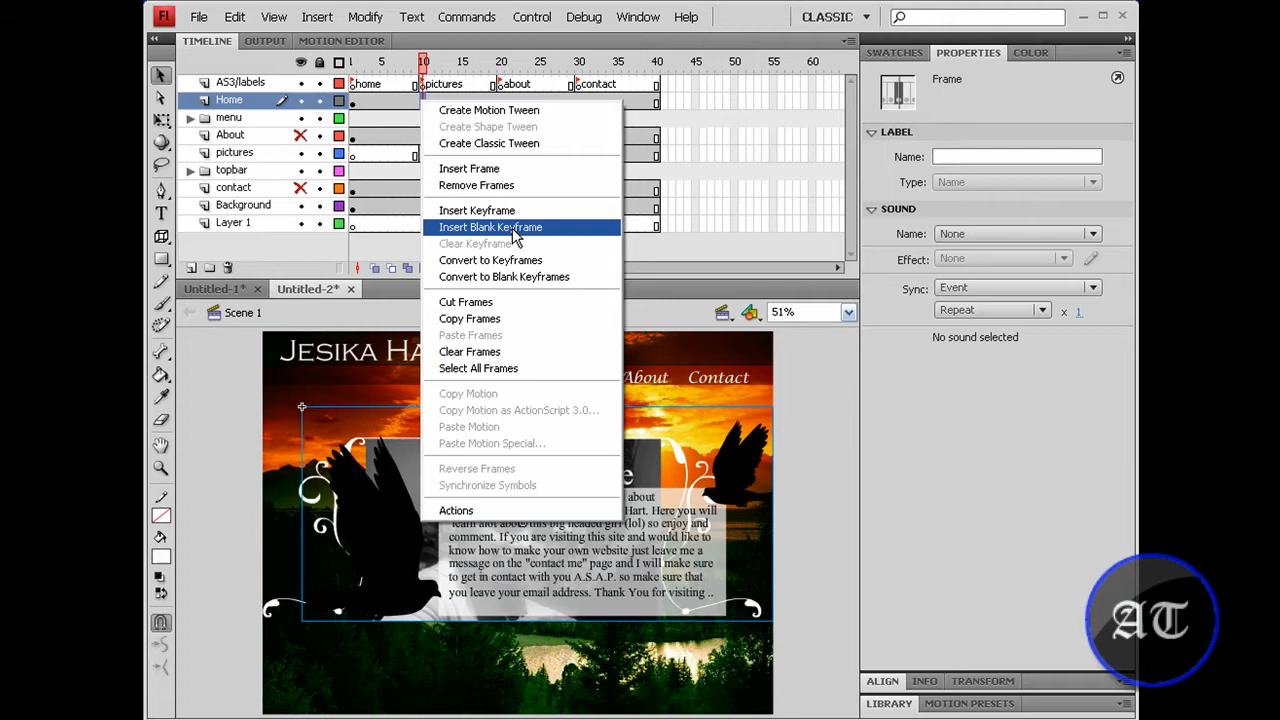 Fl File Edit View Insert Modify Text Commands Control Debug Window Help CLASSIC
TIMELINE OUTPUT MOTION EDITOR
1 5 10 15 20 25 30 35 40 45 50 55 60
AS3/labels home pictures about contact
Home
menu
About
pictures
topbar
contact
Background
Layer 1
Create Motion Tween
Create Shape Tween
Create Classic Tween
Insert Frame
Remove Frames
Insert Keyframe
Insert Blank Keyframe
Clear Keyframe
Convert to Keyframes
Convert to Blank Keyframes
Cut Frames
Copy Frames
Paste Frames
Clear Frames
Select All Frames
Copy Motion
Copy Motion as ActionScript 3.0...
Paste Motion
Paste Motion Special...
Reverse Frames
Synchronize Symbols
Actions
Untitled-1* Untitled-2*
Scene 1 51%
JESIKA HA
About Contact
about
Hart. Here you will
learn alot about this big headed girl (lol) so enjoy and
comment. If you are visiting this site and would like to
know how to make your own website just leave me a
message on the "contact me" page and I will make sure
to get in contact with you A.S.A.P. so make sure that
you leave your email address. Thank You for visiting ..
SWATCHES PROPERTIES COLOR
Frame
LABEL
Name:
Type: Name
SOUND
Name: None
Effect: None
Sync: Event
Repeat x 1
No sound selected
ALIGN INFO TRANSFORM
LIBRARY MOTION PRESETS
AT